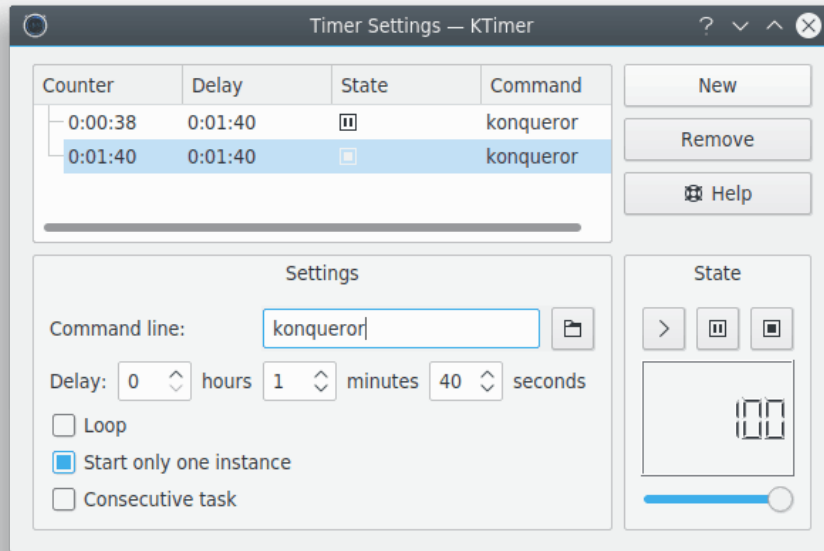 Timer Settings — KTimer
Counter Delay State Command
0:00:38 0:01:40 konqueror
0:01:40 0:01:40 konqueror
New
Remove
Help
Settings
Command line: konqueror
Delay: 0 hours 1 minutes 40 seconds
Loop
Start only one instance
Consecutive task
State
100